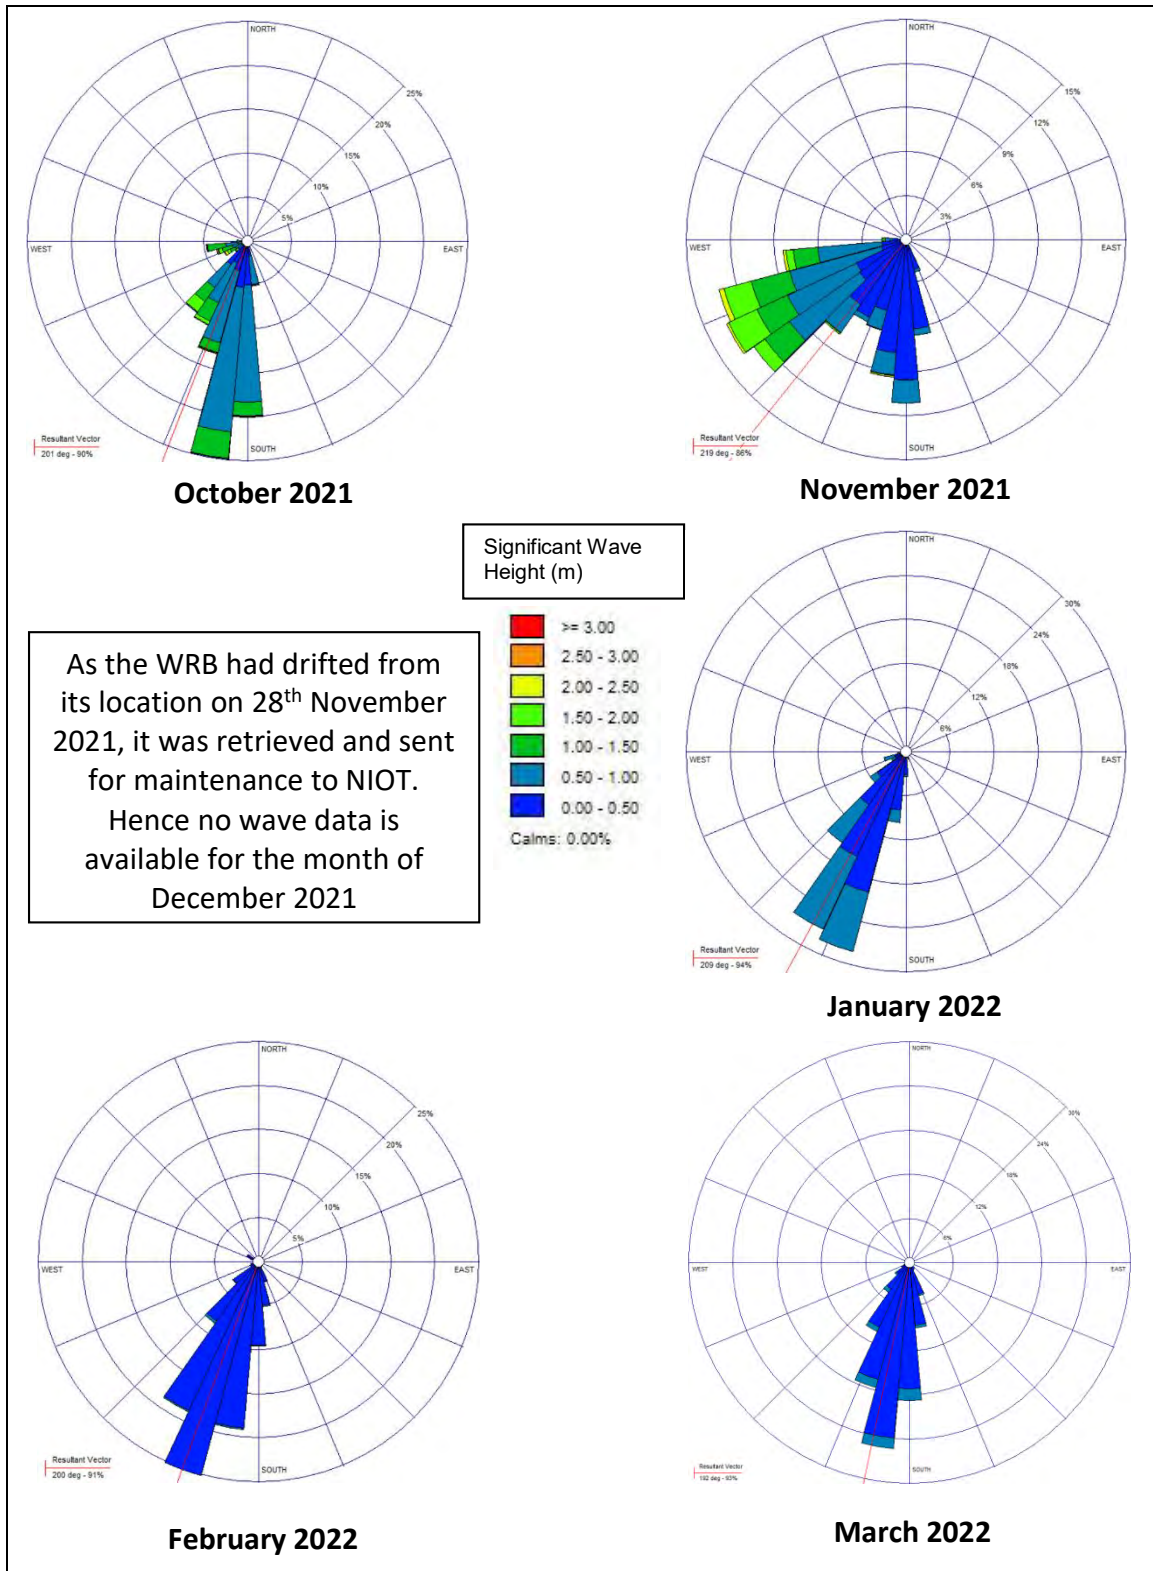 NORTH
25%
20%
15%
10%
5%
WEST
EAST
SOUTH
Resultant Vector
201 deg - 90%
October 2021
NORTH
15%
12%
9%
6%
3%
WEST
EAST
SOUTH
Resultant Vector
219 deg - 86%
November 2021
Significant Wave
Height (m)
>= 3.00
2.50 - 3.00
2.00 - 2.50
1.50 - 2.00
1.00 - 1.50
0.50 - 1.00
0.00 - 0.50
Calms: 0.00%
As the WRB had drifted from
its location on 28th November
2021, it was retrieved and sent
for maintenance to NIOT.
Hence no wave data is
available for the month of
December 2021
NORTH
30%
24%
18%
12%
6%
WEST
EAST
SOUTH
Resultant Vector
209 deg - 94%
January 2022
NORTH
25%
20%
15%
10%
5%
WEST
EAST
SOUTH
Resultant Vector
200 deg - 91%
February 2022
NORTH
30%
24%
18%
12%
6%
WEST
EAST
SOUTH
Resultant Vector
192 deg - 93%
March 2022